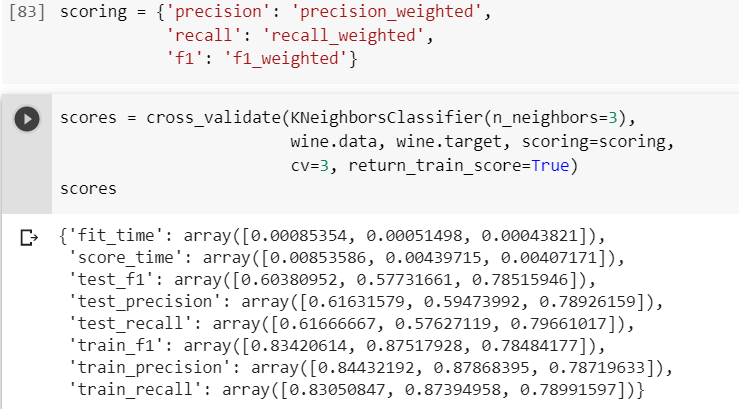 [83] scoring = {'precision': 'precision_weighted',
'recall': 'recall_weighted',
'f1': 'f1_weighted'}
scores = cross_validate(KNeighborsClassifier(n_neighbors=3),
wine.data, wine.target, scoring=scoring,
cv=3, return_train_score=True)
scores
{'fit_time': array([0.00085354, 0.00051498, 0.00043821]),
'score_time': array([0.00853586, 0.00439715, 0.00407171]),
'test_f1': array([0.60380952, 0.57731661, 0.78515946]),
'test_precision': array([0.61631579, 0.59473992, 0.78926159]),
'test_recall': array([0.61666667, 0.57627119, 0.79661017]),
'train_f1': array([0.83420614, 0.87517928, 0.78484177]),
'train_precision': array([0.84432192, 0.87868395, 0.78719633]),
'train_recall': array([0.83050847, 0.87394958, 0.78991597])}